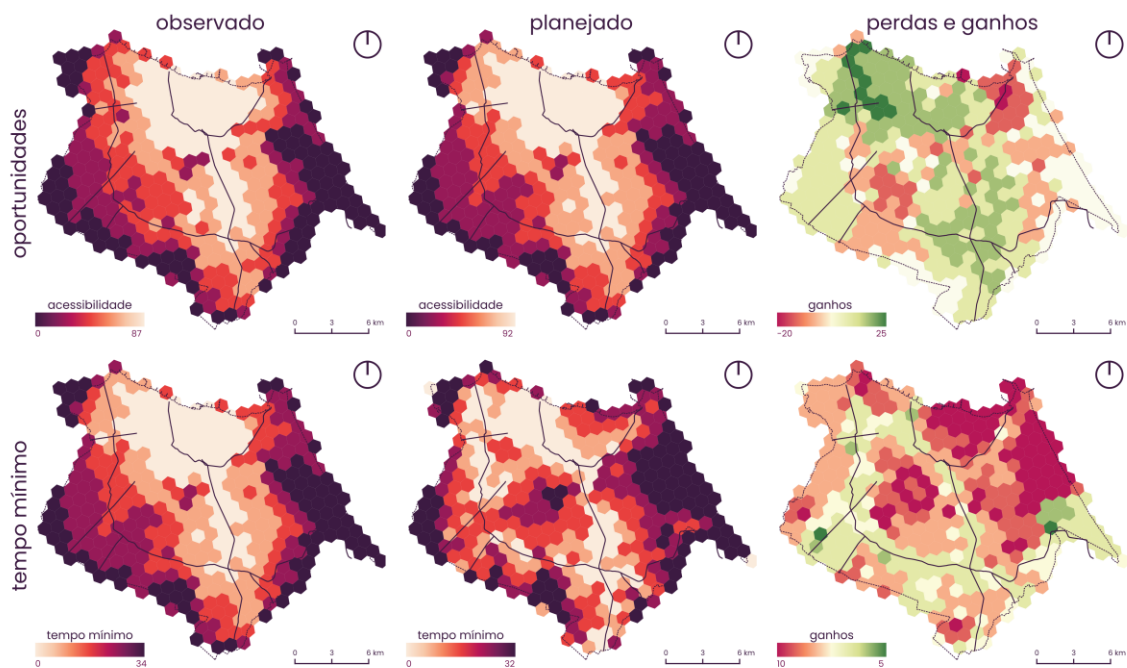 observado
planejado
perdas e ganhos
oportunidades
acessibilidade
0 87
0 3 6 km
acessibilidade
0 92
0 3 6 km
ganhos
-20 25
0 3 6 km
tempo mínimo
tempo mínimo
0 34
0 3 6 km
tempo mínimo
0 32
0 3 6 km
ganhos
10 5
0 3 6 km